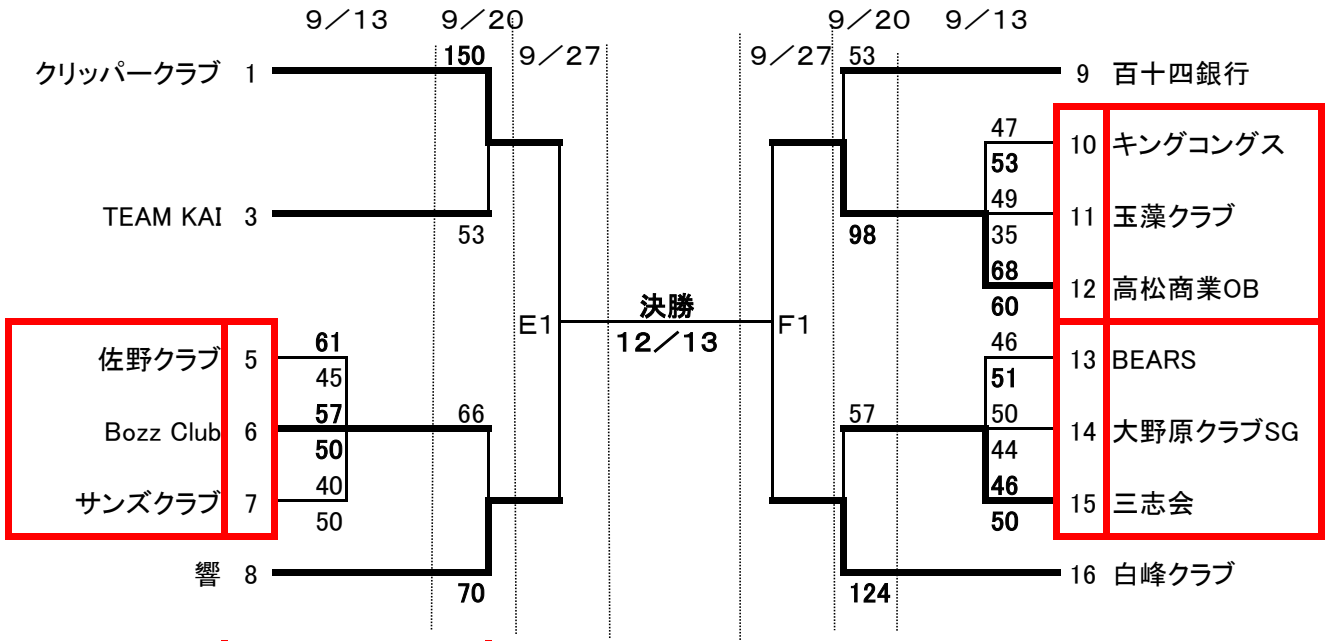 9／13 9／20 9／20 9／13
150 9／27 9／27 53
クリッパークラブ 1 9 百十四銀行
47
10 キングコングス
53
49
TEAM KAI 3 11 玉藻クラブ
53 98 35
68
12 高松商業OB
決勝 60
E1 F1
12／13
61 46
佐野クラブ 5 13 BEARS
45 51
57 66 57 50
Bozz Club 6 14 大野原クラブSG
50 44
40 46
サンズクラブ 7 15 三志会
50 50
響 8 16 白峰クラブ
70 124